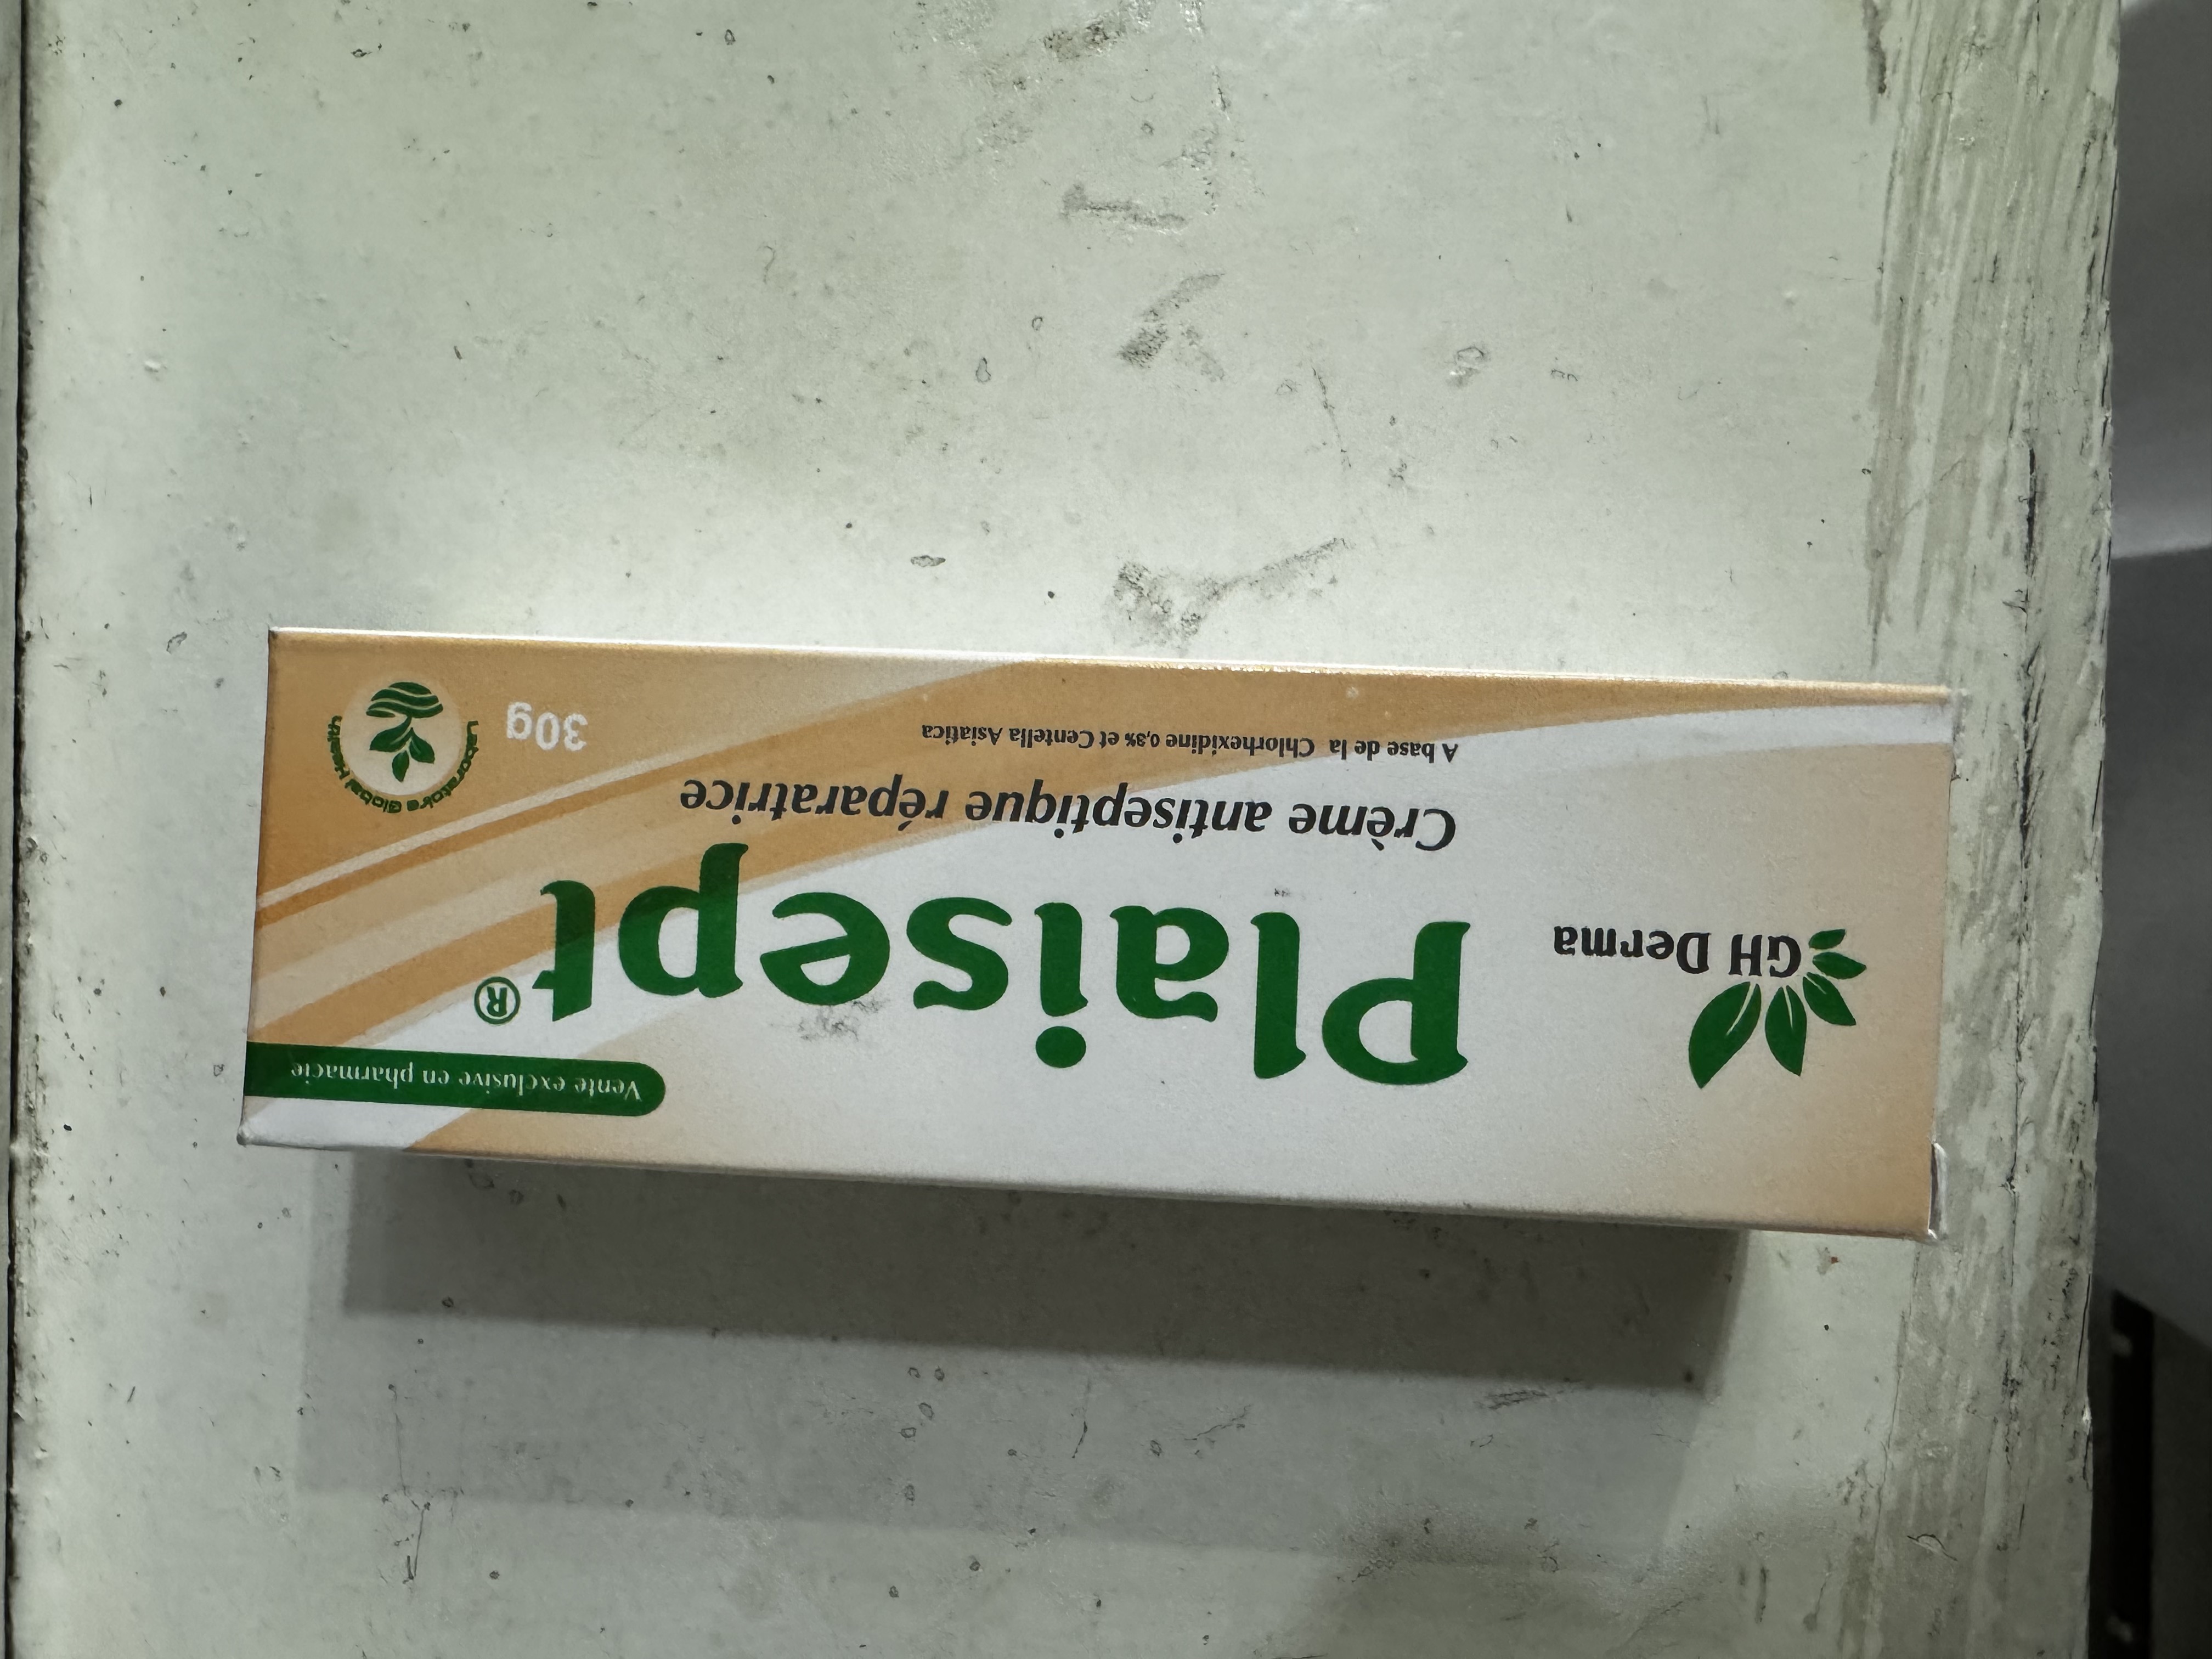 Vente exclusive en pharmacie
GH Derma
Plaisept®
Crème antiseptique réparatrice
A base de la Chlorhexidine 0,3% et Centella Asiatica
30g
Laboratoire Global Health